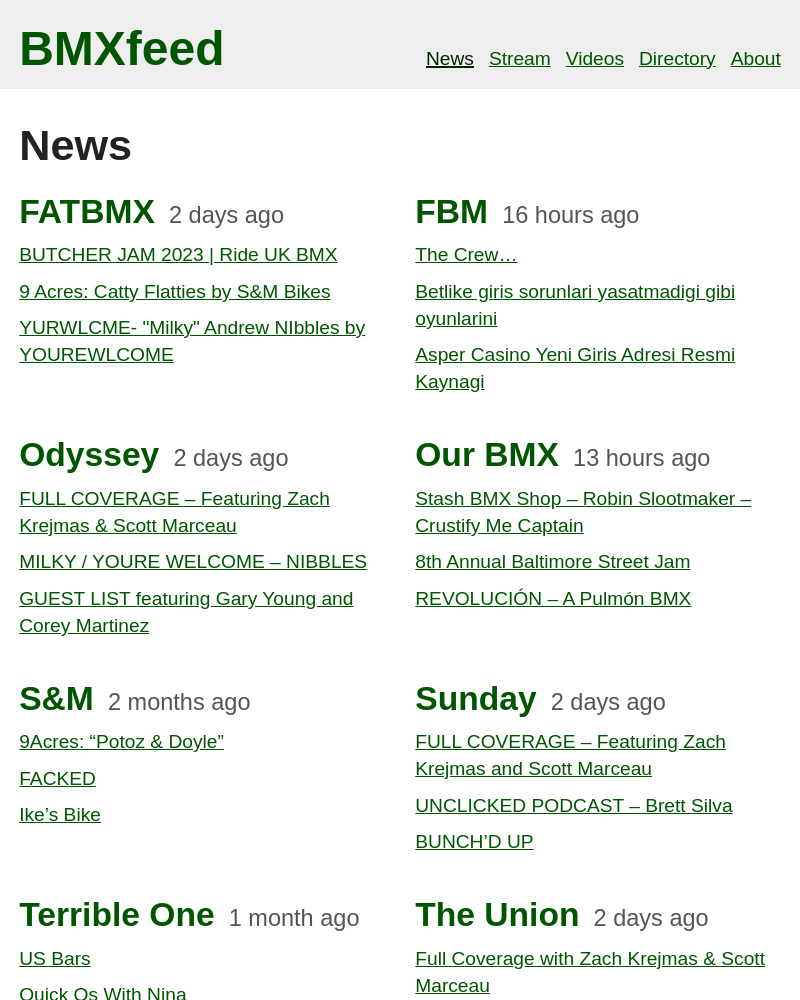 BMXfeed
News Stream Videos Directory About
News
FATBMX 2 days ago
BUTCHER JAM 2023 | Ride UK BMX
9 Acres: Catty Flatties by S&M Bikes
YURWLCME- "Milky" Andrew NIbbles by
YOUREWLCOME
FBM 16 hours ago
The Crew…
Betlike giris sorunlari yasatmadigi gibi
oyunlarini
Asper Casino Yeni Giris Adresi Resmi
Kaynagi
Odyssey 2 days ago
FULL COVERAGE – Featuring Zach
Krejmas & Scott Marceau
MILKY / YOURE WELCOME – NIBBLES
GUEST LIST featuring Gary Young and
Corey Martinez
Our BMX 13 hours ago
Stash BMX Shop – Robin Slootmaker –
Crustify Me Captain
8th Annual Baltimore Street Jam
REVOLUCIÓN – A Pulmón BMX
S&M 2 months ago
9Acres: “Potoz & Doyle”
FACKED
Ike’s Bike
Sunday 2 days ago
FULL COVERAGE – Featuring Zach
Krejmas and Scott Marceau
UNCLICKED PODCAST – Brett Silva
BUNCH’D UP
Terrible One 1 month ago
US Bars
Quick Qs With Nina
The Union 2 days ago
Full Coverage with Zach Krejmas & Scott
Marceau